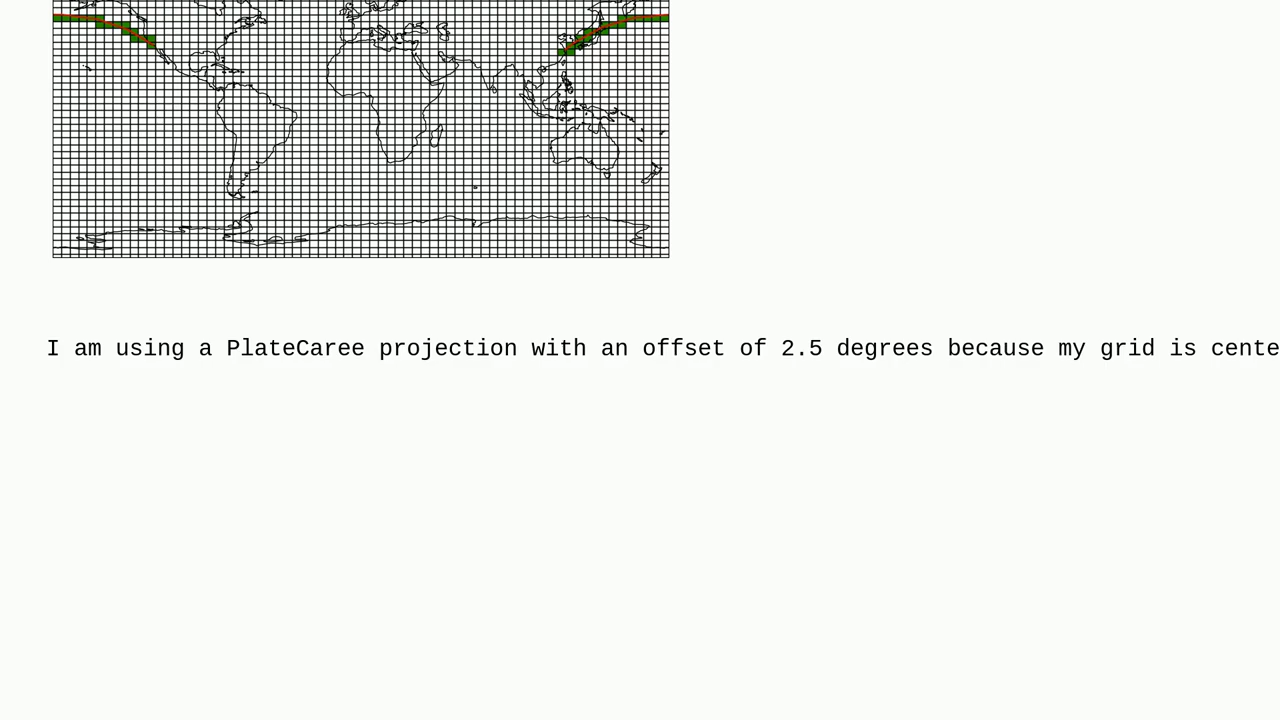 I am using a PlateCaree projection with an offset of 2.5 degrees because my grid is cente